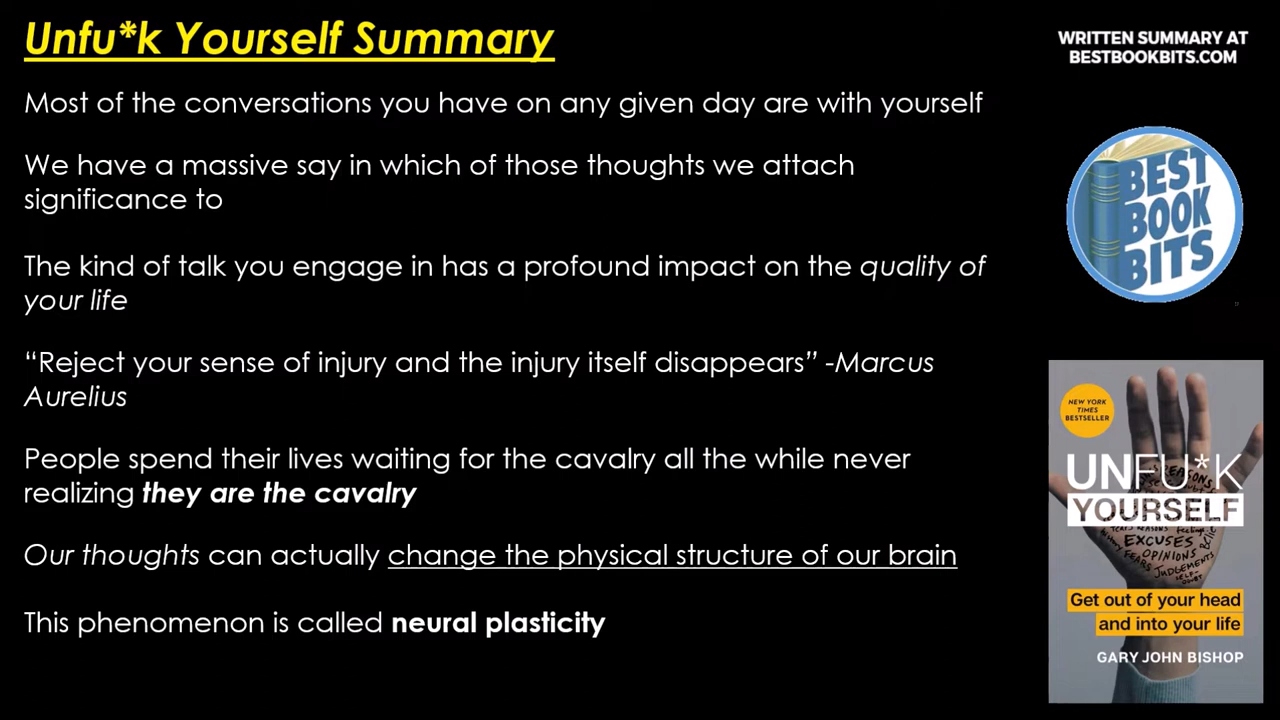 Unfu*k Yourself Summary
WRITTEN SUMMARY AT
BESTBOOKBITS.COM
Most of the conversations you have on any given day are with yourself
We have a massive say in which of those thoughts we attach
significance to
The kind of talk you engage in has a profound impact on the quality of
your life
“Reject your sense of injury and the injury itself disappears” -Marcus
Aurelius
People spend their lives waiting for the cavalry all the while never
realizing they are the cavalry
Our thoughts can actually change the physical structure of our brain
This phenomenon is called neural plasticity
BEST
BOOK
BITS
NEW YORK
TIMES
BESTSELLER
UNFU*K
YOURSELF
EXCUSES
FEARS OPINIONS
JUDGEMENTS
Get out of your head
and into your life
GARY JOHN BISHOP